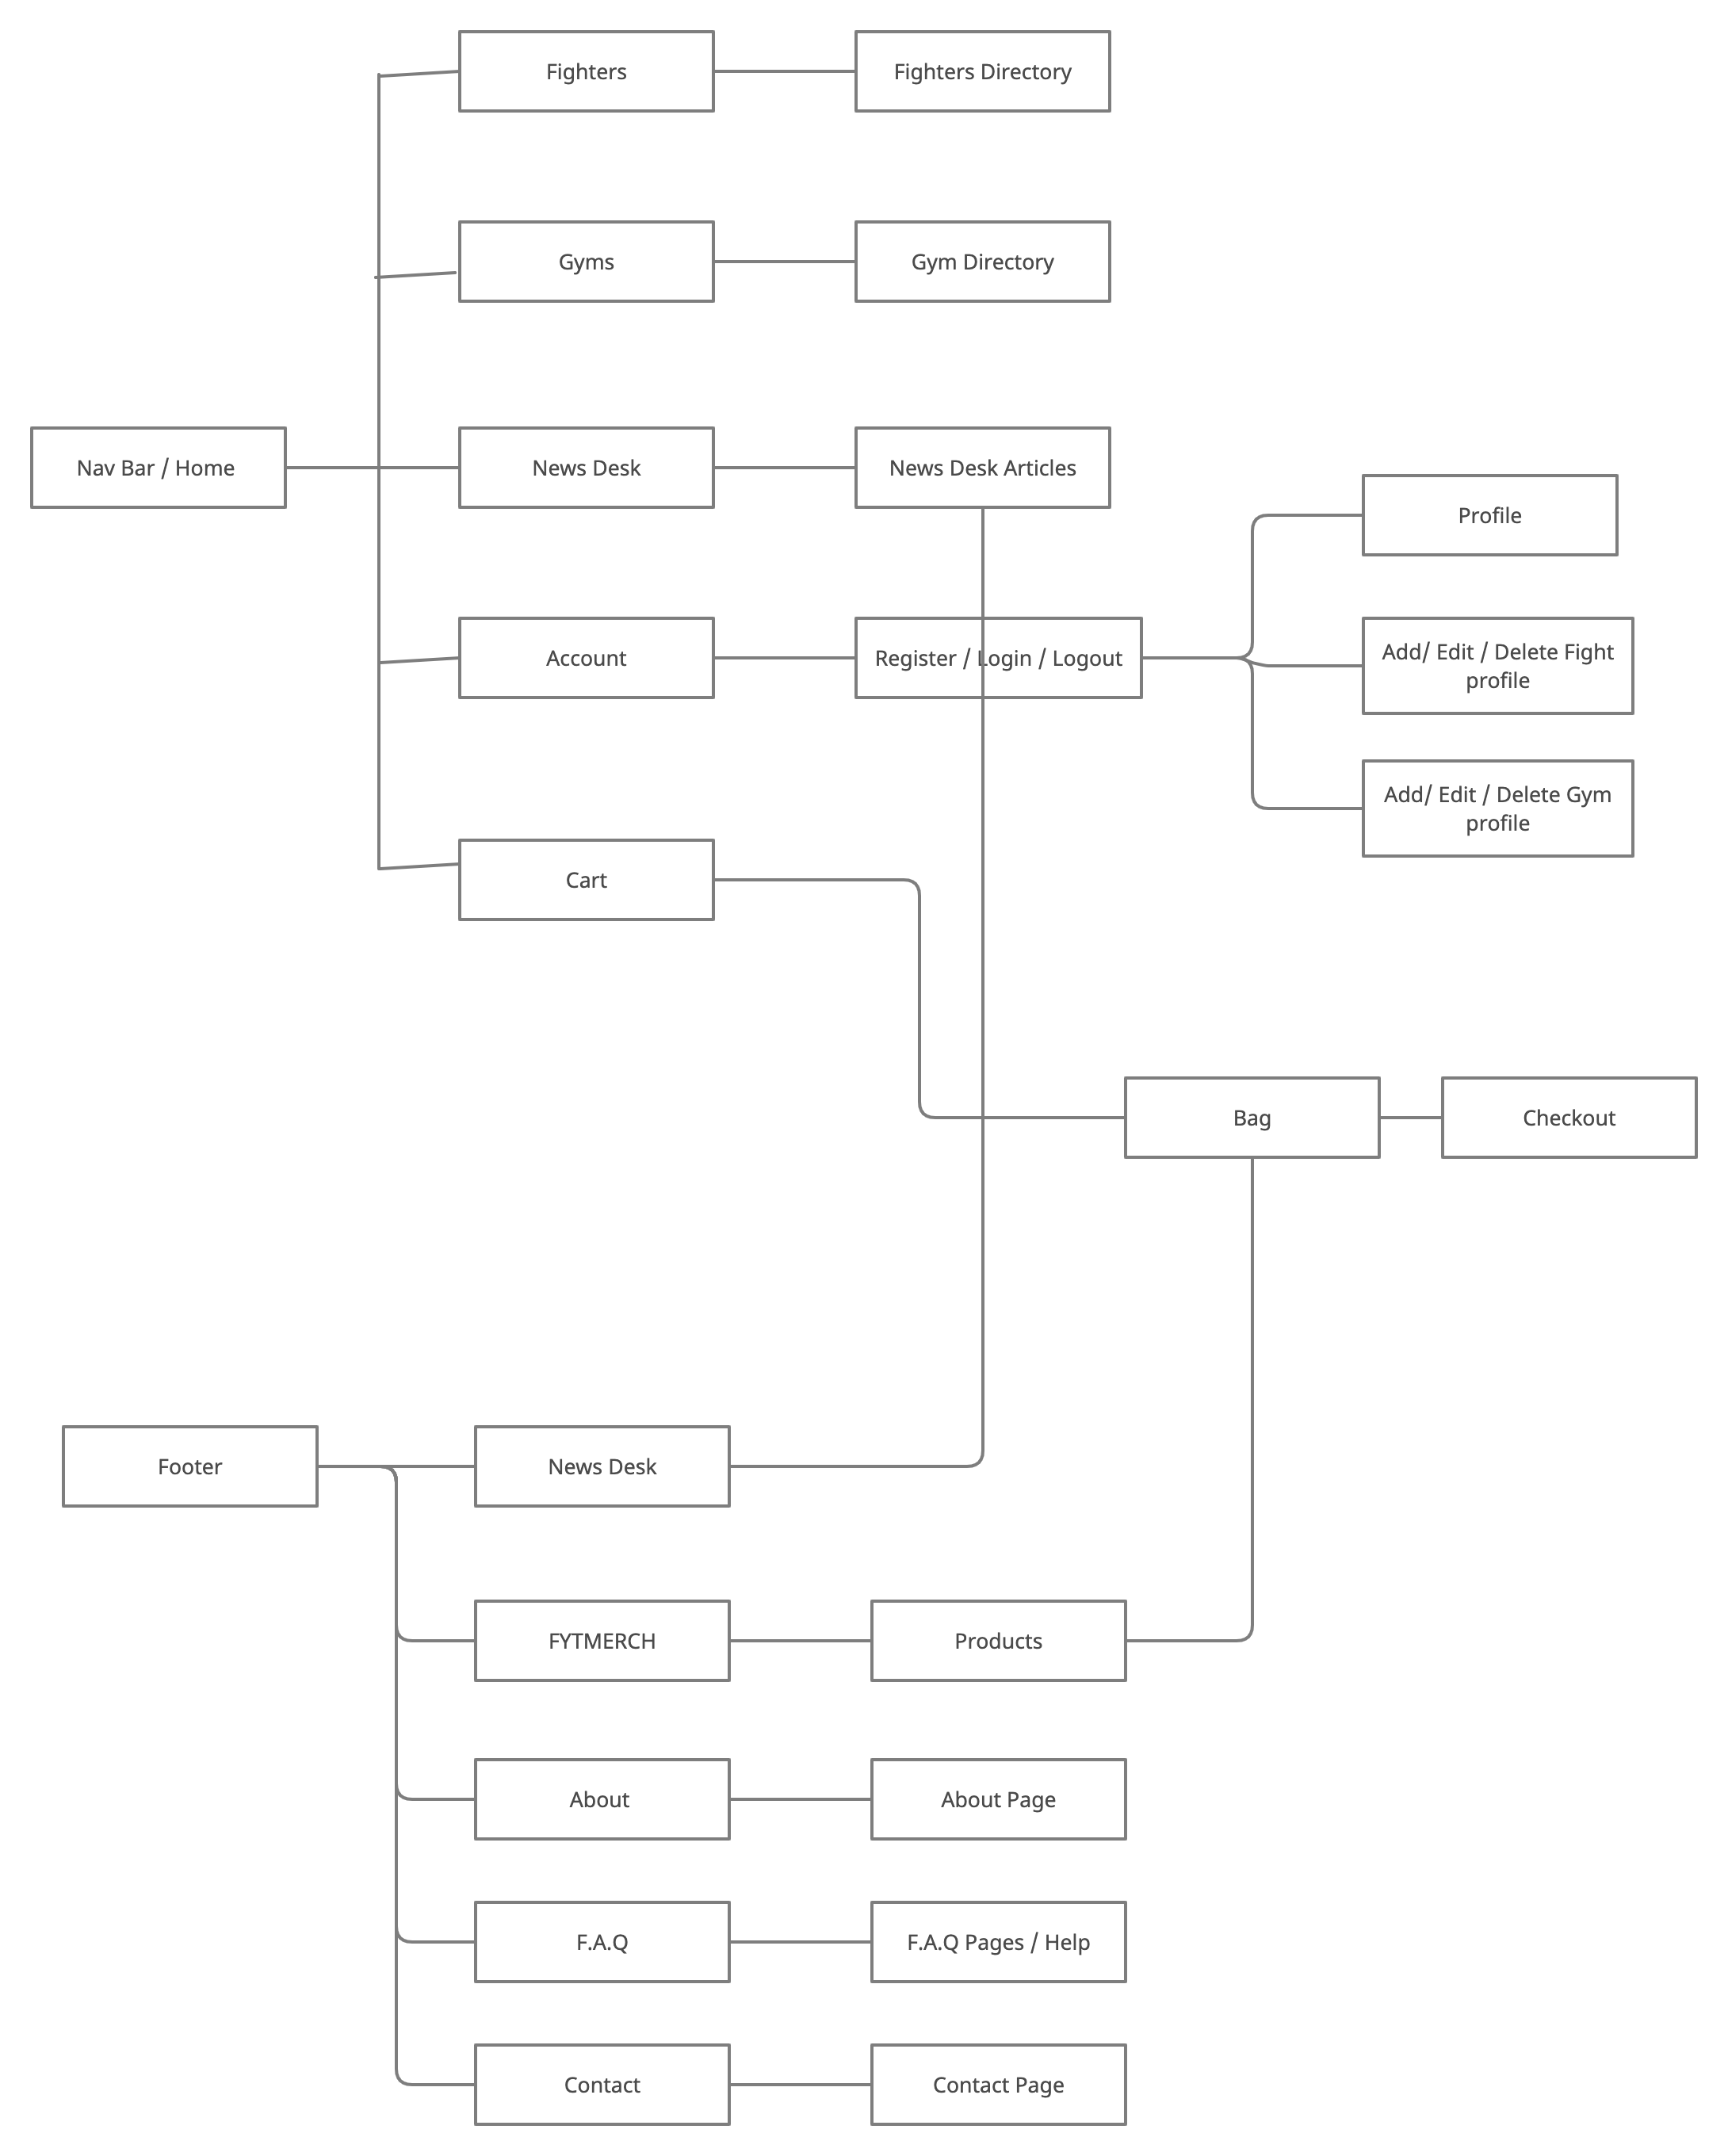 Fighters
Fighters Directory
Gyms
Gym Directory
Nav Bar / Home
News Desk
News Desk Articles
Profile
Account
Register / Login / Logout
Add/ Edit / Delete Fight
profile
Add/ Edit / Delete Gym
profile
Cart
Bag
Checkout
Footer
News Desk
FYTMERCH
Products
About
About Page
F.A.Q
F.A.Q Pages / Help
Contact
Contact Page